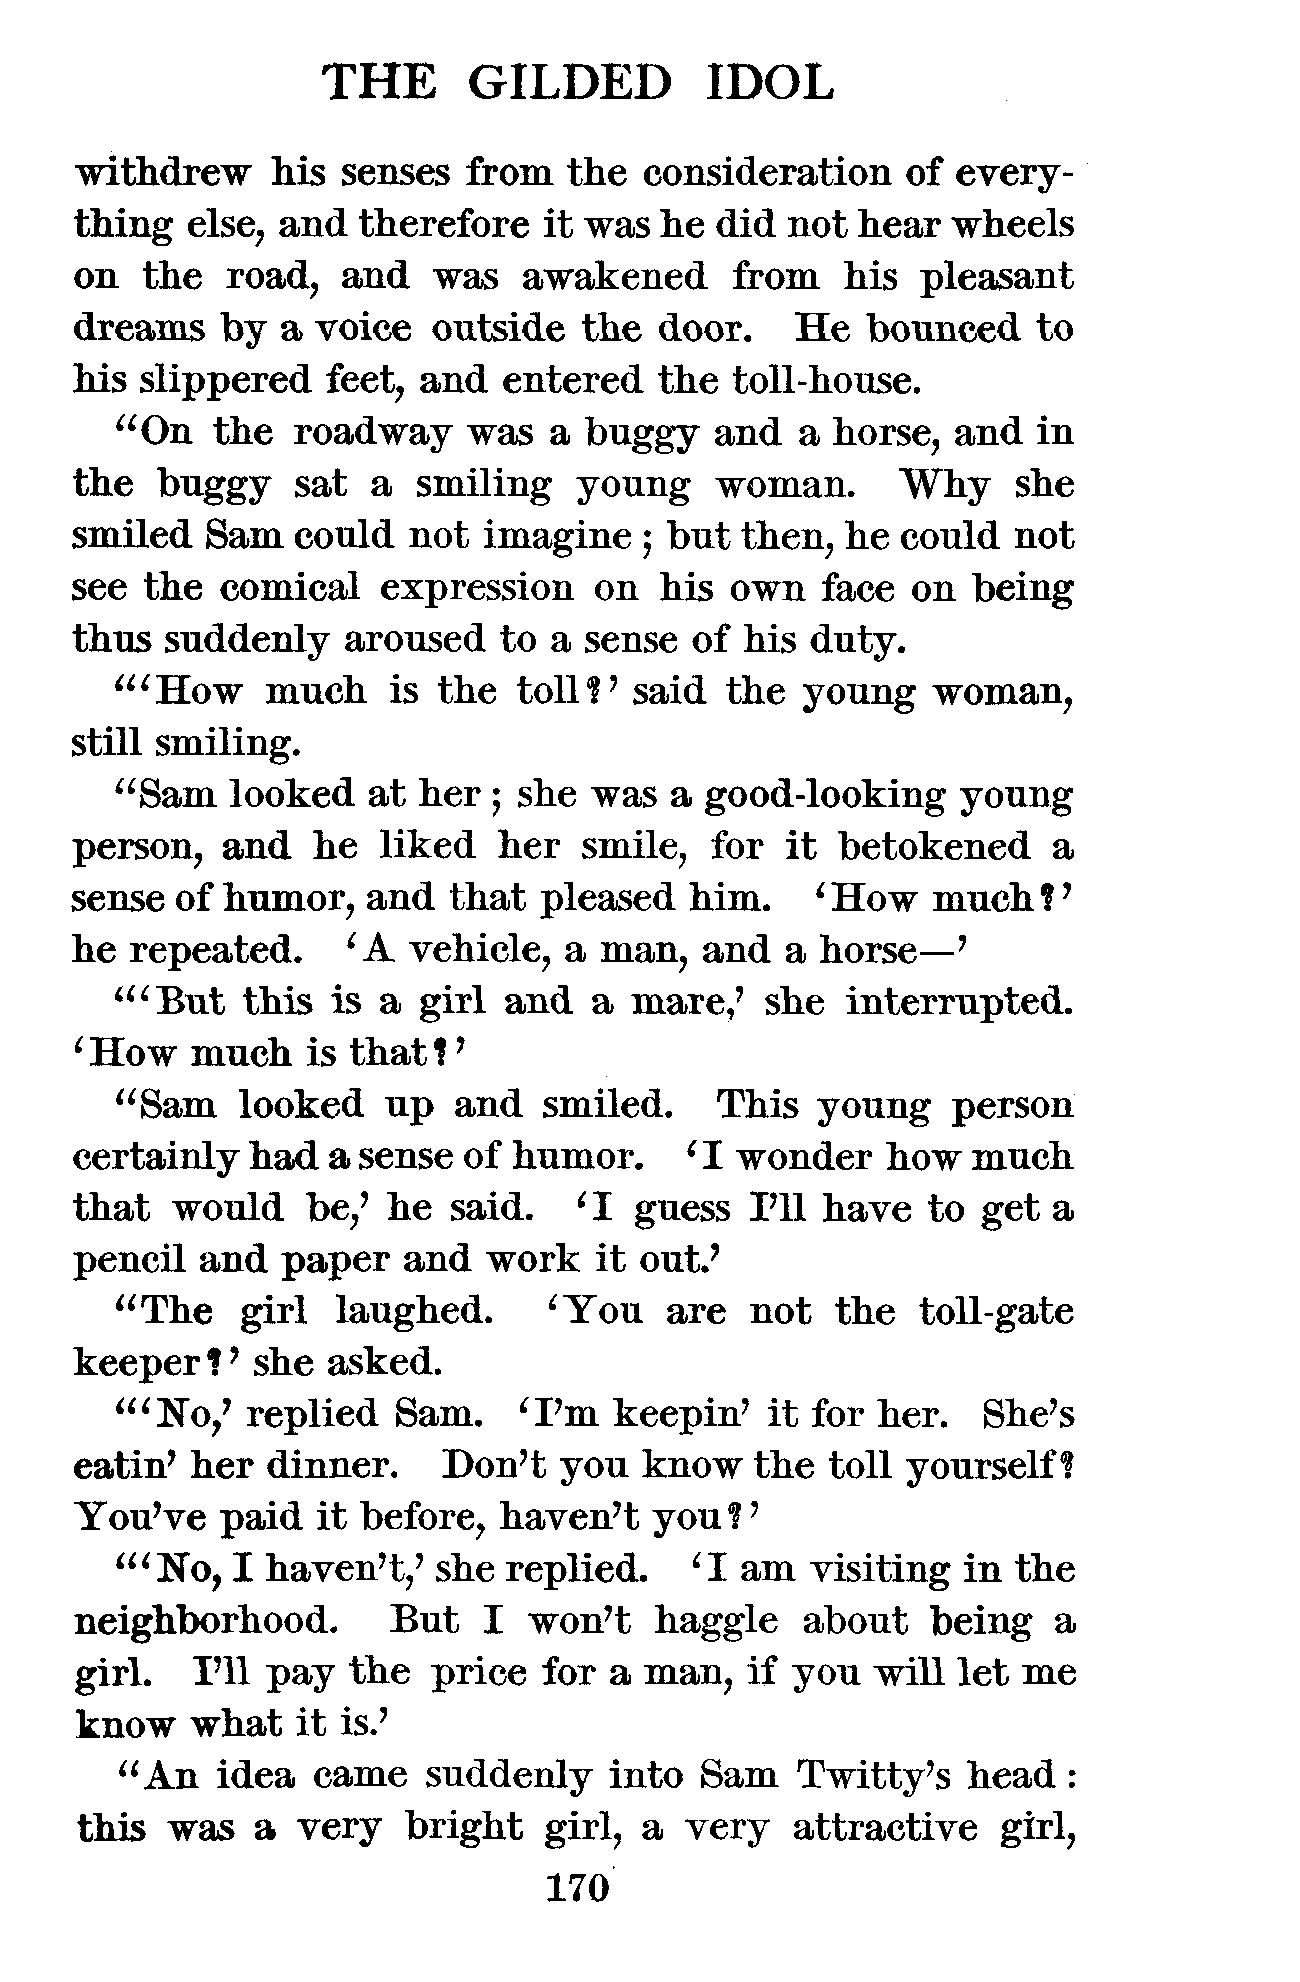 THE GILDED IDOL
withdrew his senses from the consideration of every-
thing else, and therefore it was he did not hear wheels
on the road, and was awakened from his pleasant
dreams by a voice outside the door. He bounced to
his slippered feet, and entered the toll-house.
“On the roadway was a buggy and a horse, and in
the buggy sat a smiling young woman. Why she
smiled Sam could not imagine; but then, he could not
see the comical expression on his own face on being
thus suddenly aroused to a sense of his duty.
“‘How much is the toll?’ said the young woman,
still smiling.
“Sam looked at her; she was a good-looking young
person, and he liked her smile, for it betokened a
sense of humor, and that pleased him. ‘How much?’
he repeated. ‘A vehicle, a man, and a horse—’
“‘But this is a girl and a mare,’ she interrupted.
‘How much is that?’
“Sam looked up and smiled. This young person
certainly had a sense of humor. ‘I wonder how much
that would be,’ he said. ‘I guess I’ll have to get a
pencil and paper and work it out.’
“The girl laughed. ‘You are not the toll-gate
keeper?’ she asked.
“‘No,’ replied Sam. ‘I’m keepin’ it for her. She’s
eatin’ her dinner. Don’t you know the toll yourself?
You’ve paid it before, haven’t you?’
“‘No, I haven’t,’ she replied. ‘I am visiting in the
neighborhood. But I won’t haggle about being a
girl. I’ll pay the price for a man, if you will let me
know what it is.’
“An idea came suddenly into Sam Twitty’s head:
this was a very bright girl, a very attractive girl,
170